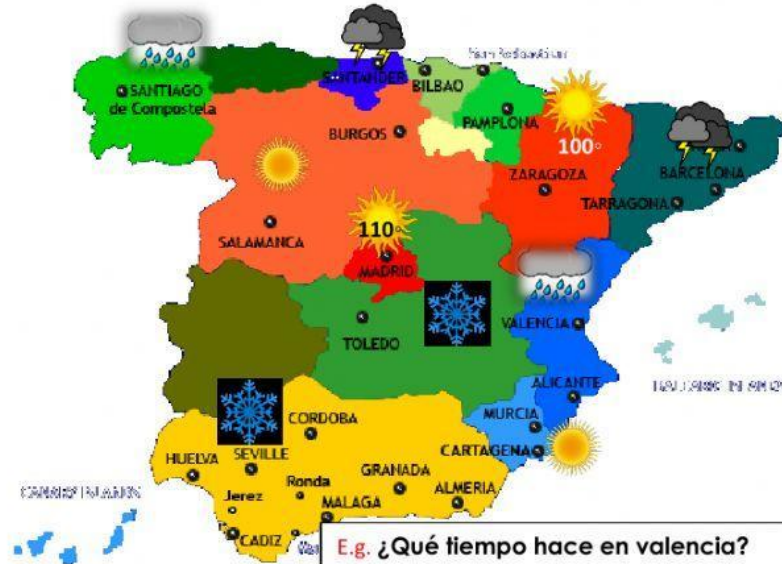 SANTIAGO
de Compostela
SANTANDER
BILBAO
BURGOS
PAMPLONA
100°
ZARAGOZA
BARCELONA
TARRAGONA
SALAMANCA
110°
MADRID
TOLEDO
VALENCIA
ALICANTE
MURCIA
CARTAGENA
CORDOBA
SEVILLE
HUELVA
Jerez
Ronda
GRANADA
MALAGA
ALMERIA
CADIZ
E.g. ¿Qué tiempo hace en valencia?